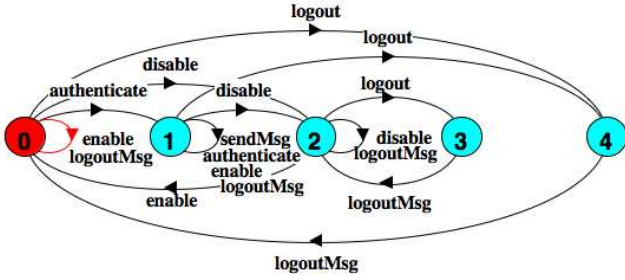 logout
logout
disable
disable
logout
authenticate
0
enable
logoutMsg
1
sendMsg
authenticate
enable
logoutMsg
2
disable
logoutMsg
3
4
enable
logoutMsg
logoutMsg